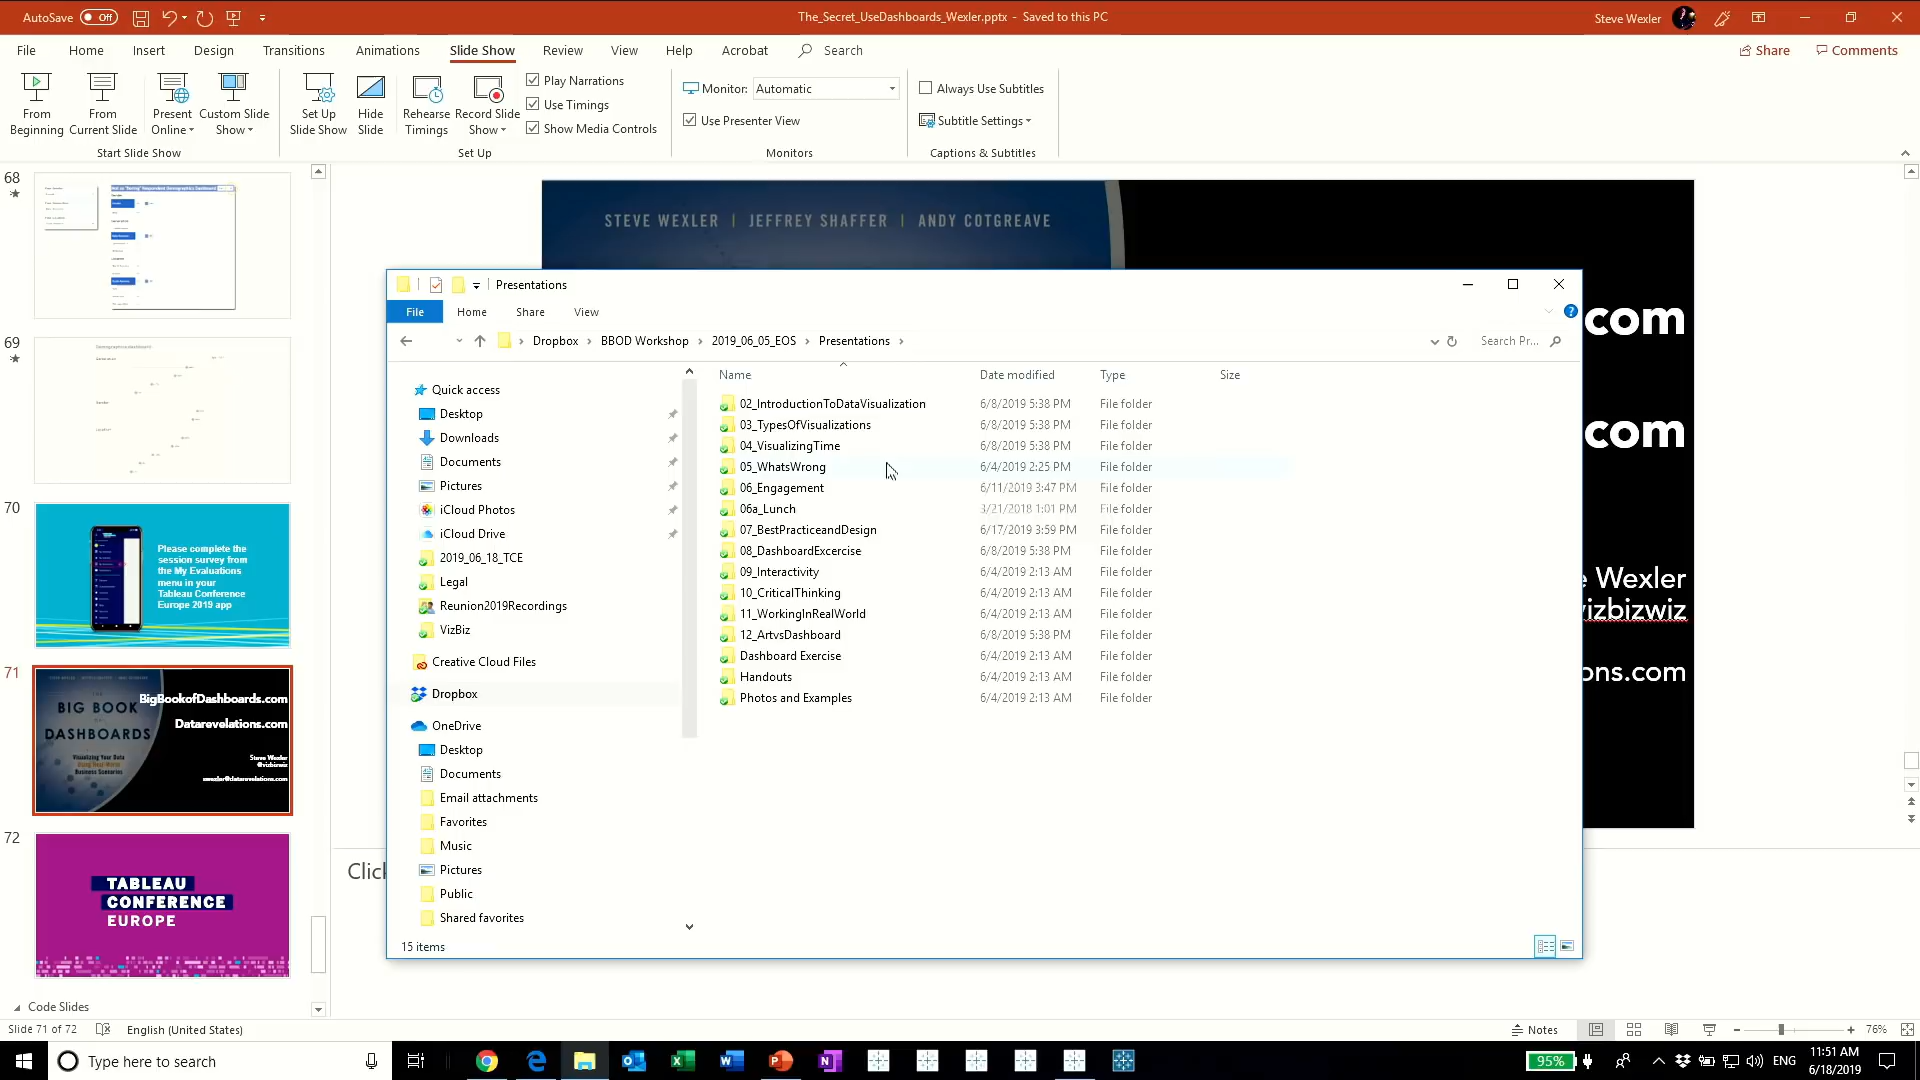 AutoSave Off
The_Secret_UseDashboards_Wexler.pptx - Saved to this PC
Steve Wexler
File Home Insert Design Transitions Animations Slide Show Review View Help Acrobat Search
Share Comments
From Beginning
From Current Slide
Present Online
Custom Slide Show
Set Up Slide Show
Hide Slide
Rehearse Timings
Record Slide Show
Play Narrations
Use Timings
Show Media Controls
Monitor: Automatic
Use Presenter View
Always Use Subtitles
Subtitle Settings
Start Slide Show
Set Up
Monitors
Captions & Subtitles
68
69
70
Please complete the
session survey from
the My Evaluations
menu in your
Tableau Conference
Europe 2019 app
71
BigBookofDashboards.com
BIG BOOK
Datarevelations.com
DASHBOARDS
Visualizing Your Data
Using Real-World
Business Scenarios
Steve Wexler
@vizbizwiz
swexler@datarevelations.com
72
TABLEAU
CONFERENCE
EUROPE
Code Slides
STEVE WEXLER | JEFFREY SHAFFER | ANDY COTGREAVE
com
com
e Wexler
vizbizwiz
ons.com
Click
Presentations
File Home Share View
Dropbox BBOD Workshop 2019_06_05_EOS Presentations
Search Pr...
Quick access
Desktop
Downloads
Documents
Pictures
iCloud Photos
iCloud Drive
2019_06_18_TCE
Legal
Reunion2019Recordings
VizBiz
Creative Cloud Files
Dropbox
OneDrive
Desktop
Documents
Email attachments
Favorites
Music
Pictures
Public
Shared favorites
Name Date modified Type Size
02_IntroductionToDataVisualization 6/8/2019 5:38 PM File folder
03_TypesOfVisualizations 6/8/2019 5:38 PM File folder
04_VisualizingTime 6/8/2019 5:38 PM File folder
05_WhatsWrong 6/4/2019 2:25 PM File folder
06_Engagement 6/11/2019 3:47 PM File folder
06a_Lunch 3/21/2018 1:01 PM File folder
07_BestPracticeandDesign 6/17/2019 3:59 PM File folder
08_DashboardExcercise 6/8/2019 5:38 PM File folder
09_Interactivity 6/4/2019 2:13 AM File folder
10_CriticalThinking 6/4/2019 2:13 AM File folder
11_WorkingInRealWorld 6/4/2019 2:13 AM File folder
12_ArtvsDashboard 6/8/2019 5:38 PM File folder
Dashboard Exercise 6/4/2019 2:13 AM File folder
Handouts 6/4/2019 2:13 AM File folder
Photos and Examples 6/4/2019 2:13 AM File folder
15 items
Slide 71 of 72 English (United States)
Notes 76%
Type here to search
95% ENG
11:51 AM
6/18/2019